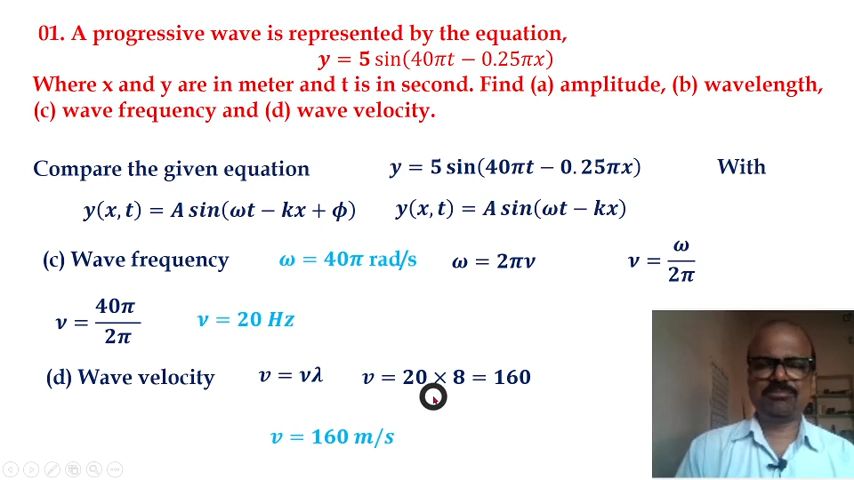 01. A progressive wave is represented by the equation,
y = 5 sin(40πt − 0.25πx)
Where x and y are in meter and t is in second. Find (a) amplitude, (b) wavelength,
(c) wave frequency and (d) wave velocity.
Compare the given equation y = 5 sin(40πt − 0.25πx) With
y(x, t) = A sin(ωt − kx + ϕ) y(x, t) = A sin(ωt − kx)
(c) Wave frequency ω = 40π rad/s ω = 2πν ν = ω/2π
ν = 40π/2π ν = 20 Hz
(d) Wave velocity v = νλ v = 20 × 8 = 160
v = 160 m/s